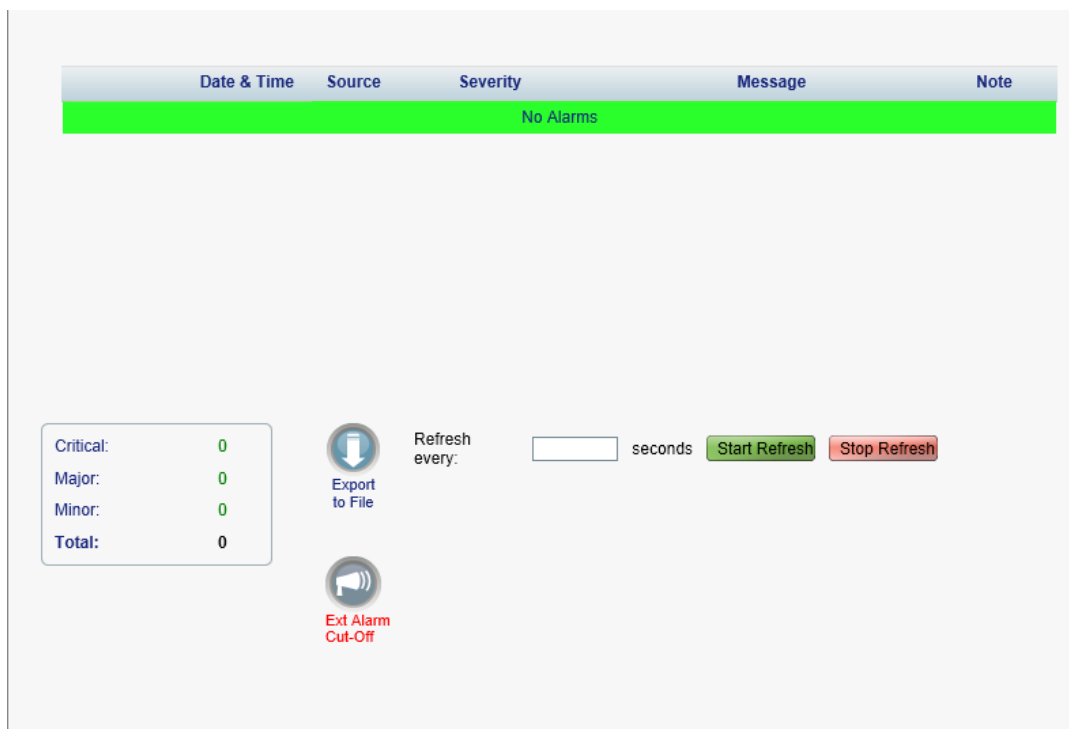 Date & Time Source Severity Message Note
No Alarms
Critical: 0
Major: 0
Minor: 0
Total: 0
Export
to File
Refresh
every:
seconds Start Refresh Stop Refresh
Ext Alarm
Cut-Off